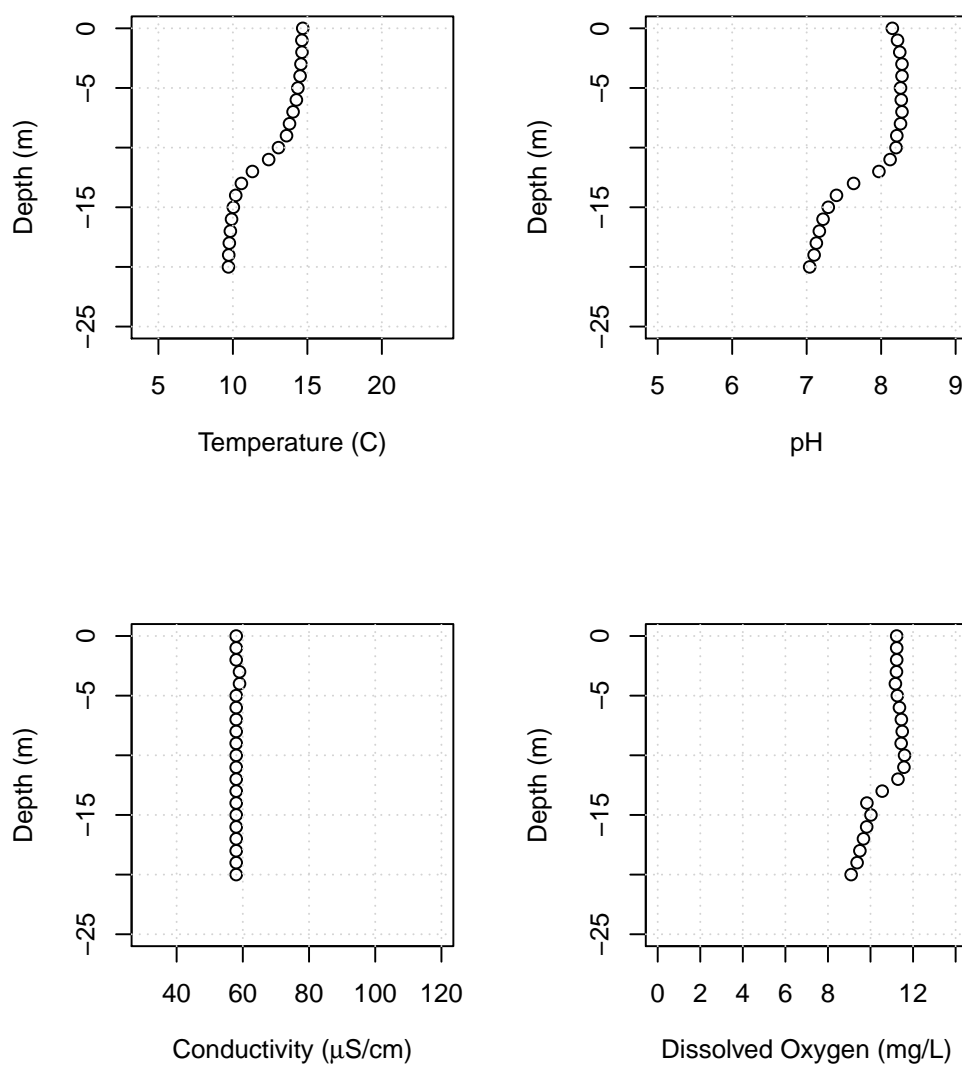 0
−5
−15
−25
Depth (m)
5 10 15 20
Temperature (C)
0
−5
−15
−25
Depth (m)
5 6 7 8 9
pH
0
−5
−15
−25
Depth (m)
40 60 80 100 120
Conductivity (μS/cm)
0
−5
−15
−25
Depth (m)
0 2 4 6 8 12
Dissolved Oxygen (mg/L)